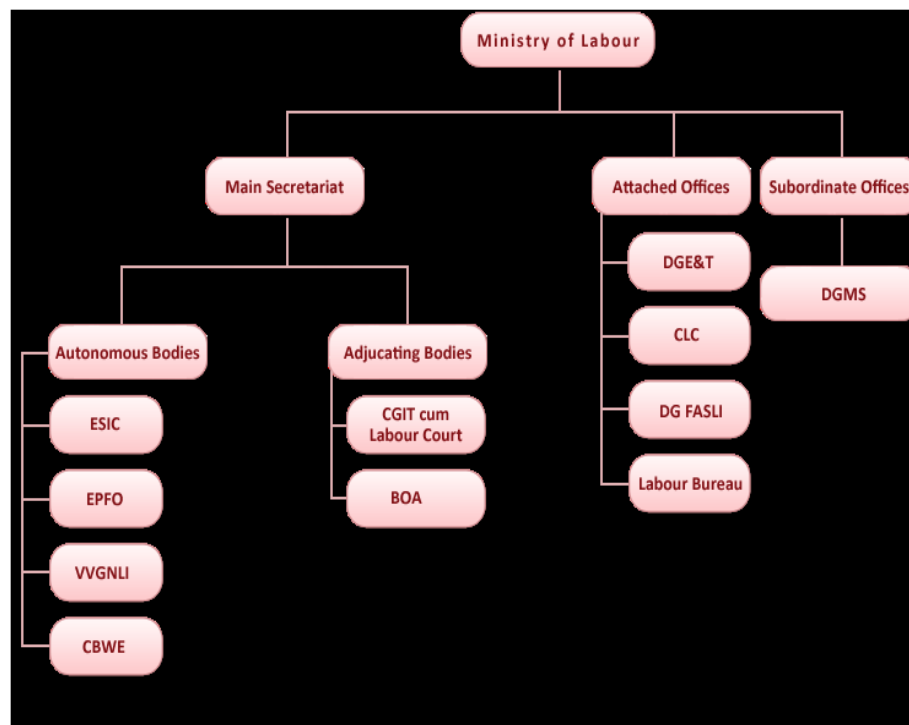 Ministry of Labour
Main Secretariat
Attached Offices
Subordinate Offices
DGE&T
DGMS
CLC
Autonomous Bodies
Adjucating Bodies
ESIC
CGIT cum
Labour Court
DG FASLI
EPFO
BOA
Labour Bureau
VVGNLI
CBWE